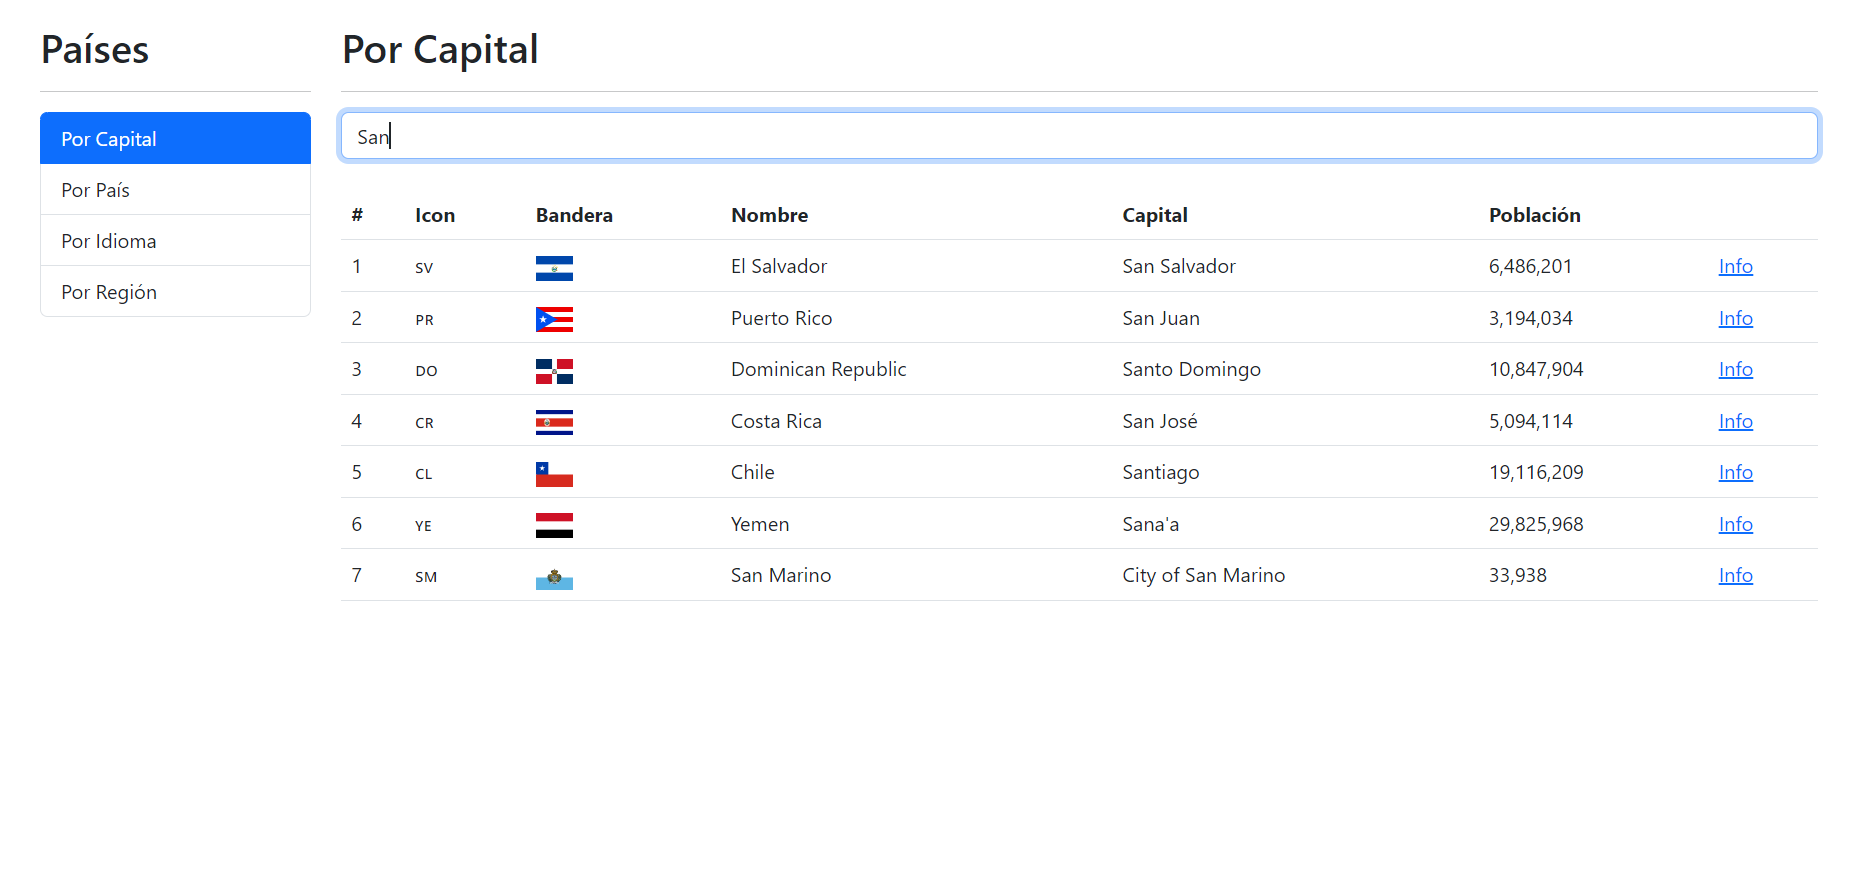 Países
Por Capital
Por País
Por Idioma
Por Región
Por Capital
San
# Icon Bandera Nombre Capital Población
1 SV El Salvador San Salvador 6,486,201 Info
2 PR Puerto Rico San Juan 3,194,034 Info
3 DO Dominican Republic Santo Domingo 10,847,904 Info
4 CR Costa Rica San José 5,094,114 Info
5 CL Chile Santiago 19,116,209 Info
6 YE Yemen Sana'a 29,825,968 Info
7 SM San Marino City of San Marino 33,938 Info